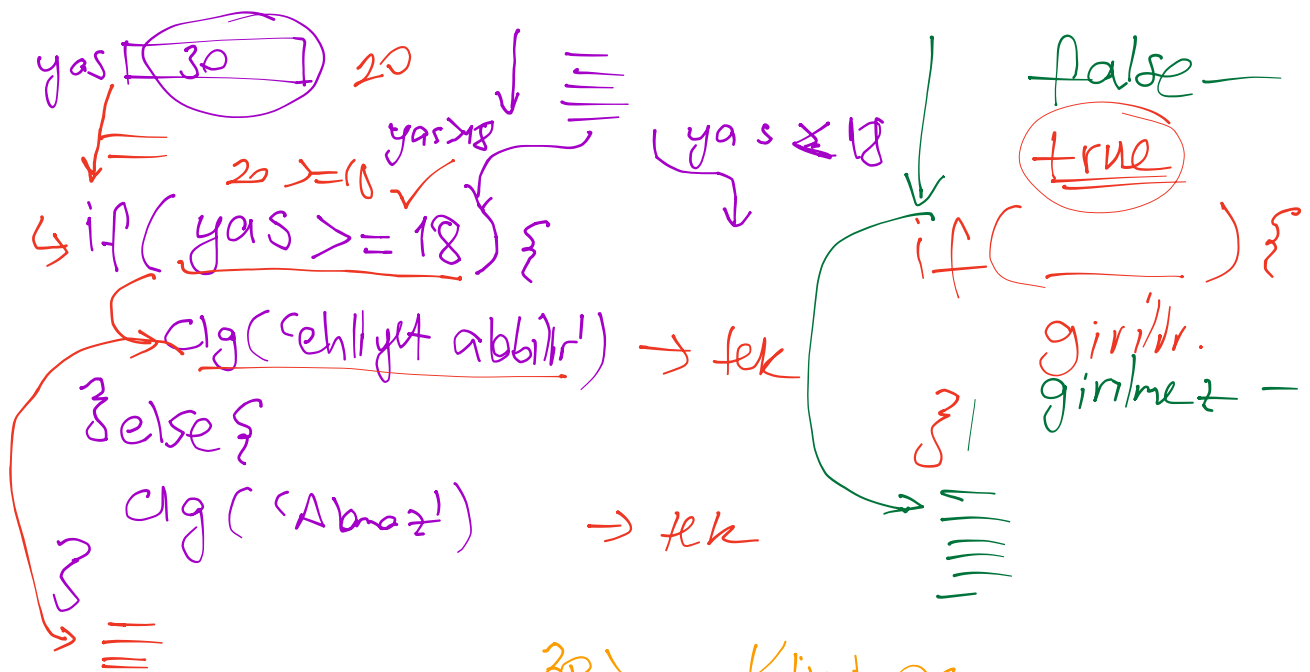 yas 30 20
false
yas>18
yas < 18
true
20 >=18
if( yas >= 18 ) {
if( ) {
clg('ehliyet alabilir') → tek
girilir.
girilmez
} else {
}
clg('Alamaz') → tek
}
30 >